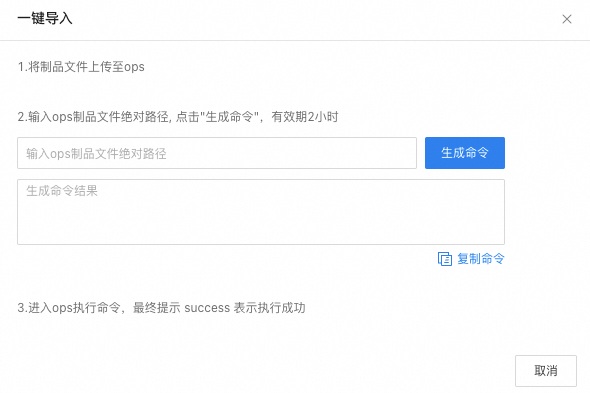 一键导入
1.将制品文件上传至ops
2.输入ops制品文件绝对路径, 点击"生成命令"，有效期2小时
输入ops制品文件绝对路径
生成命令
生成命令结果
复制命令
3.进入ops执行命令，最终提示 success 表示执行成功
取消